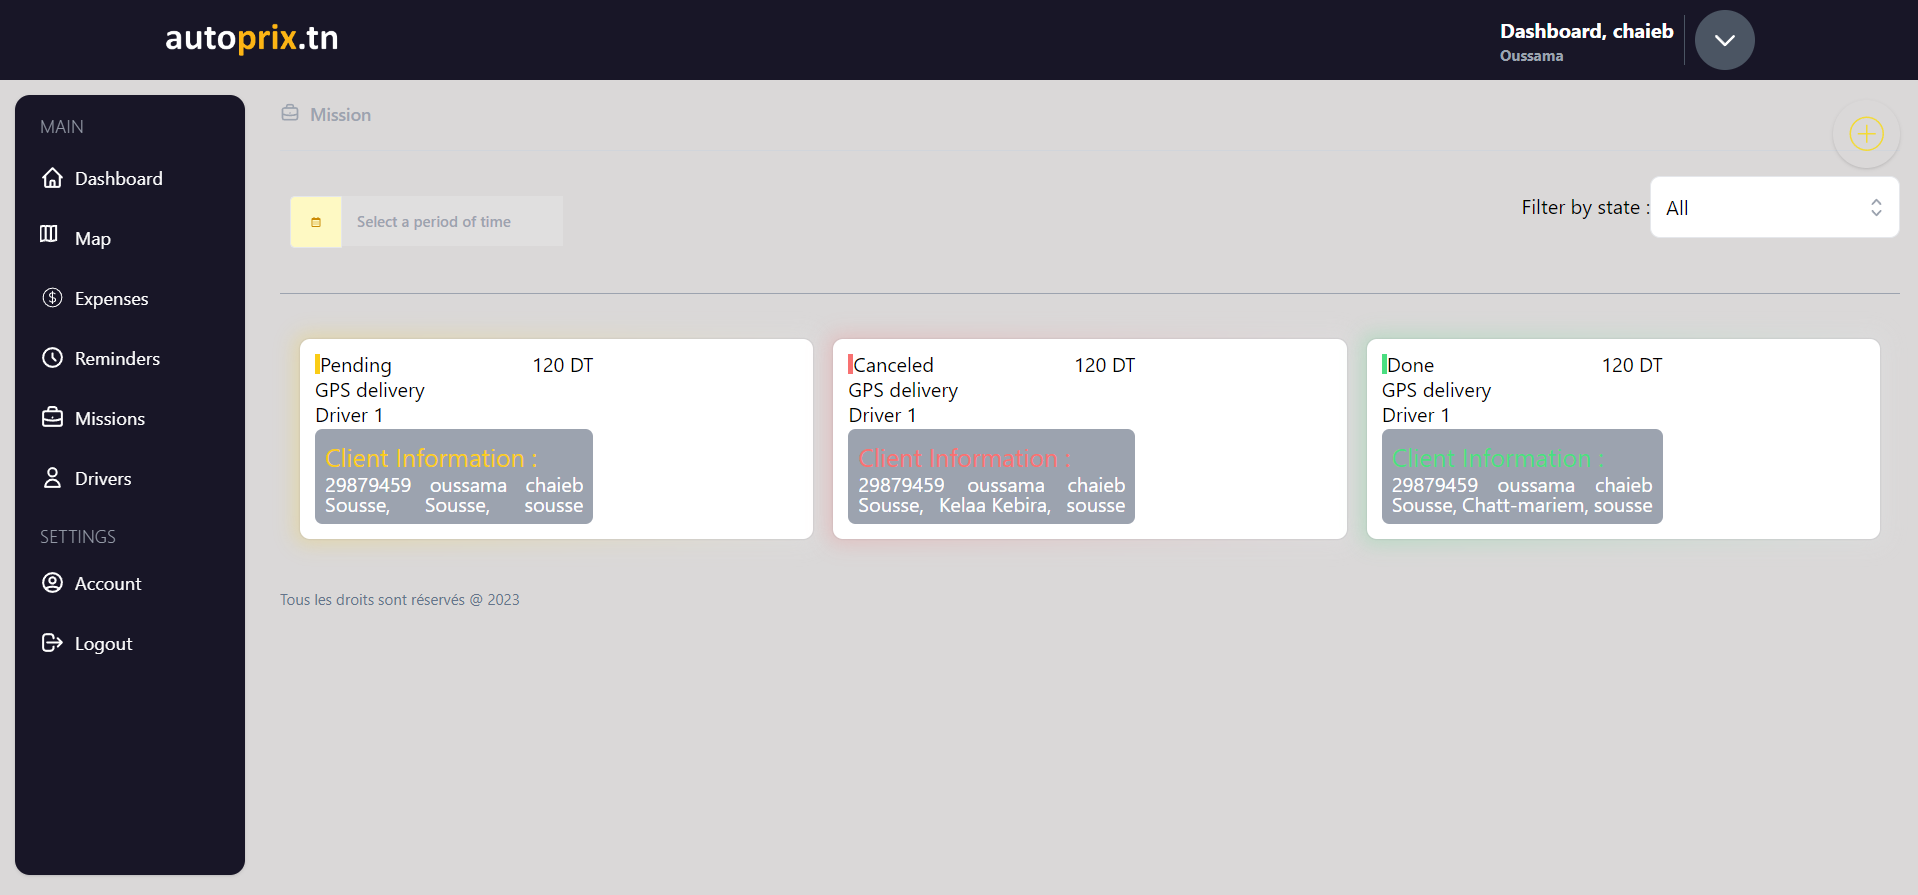 autoprix.tn
Dashboard, chaieb
Oussama
MAIN
Dashboard
Map
Expenses
Reminders
Missions
Drivers
SETTINGS
Account
Logout
Mission
Select a period of time
Filter by state :
All
Pending 120 DT
GPS delivery
Driver 1
Client Information :
29879459 oussama chaieb
Sousse, Sousse, sousse
Canceled 120 DT
GPS delivery
Driver 1
Client Information :
29879459 oussama chaieb
Sousse, Kelaa Kebira, sousse
Done 120 DT
GPS delivery
Driver 1
Client Information :
29879459 oussama chaieb
Sousse, Chatt-mariem, sousse
Tous les droits sont réservés @ 2023